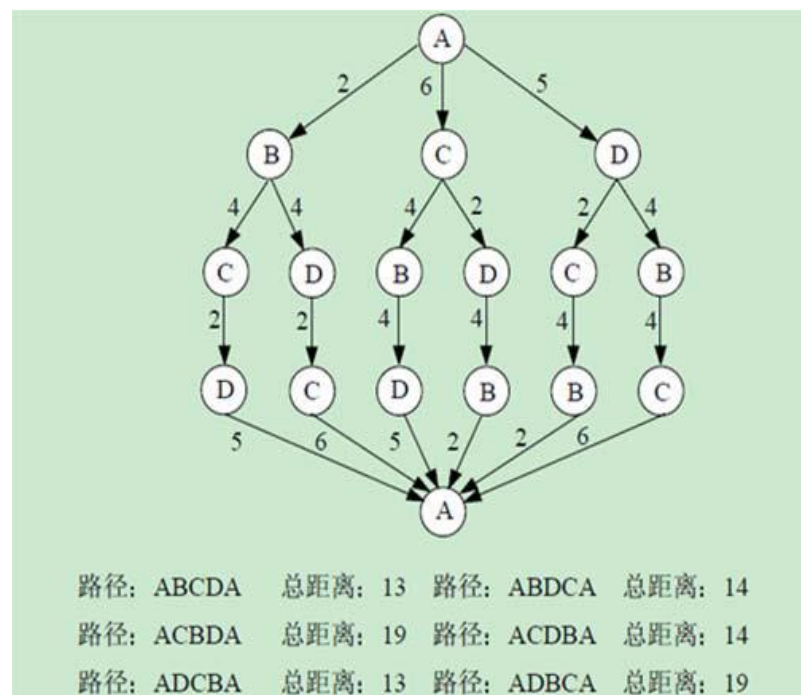 A
2 6 5
B C D
4 4 4 2 2 4
C D B D C B
2 2 4 4 4 4
D C D B B C
5 6 5 2 2 6
A
路径：ABCDA 总距离：13 路径：ABDCA 总距离：14
路径：ACBDA 总距离：19 路径：ACDBA 总距离：14
路径：ADCBA 总距离：13 路径：ADBCA 总距离：19